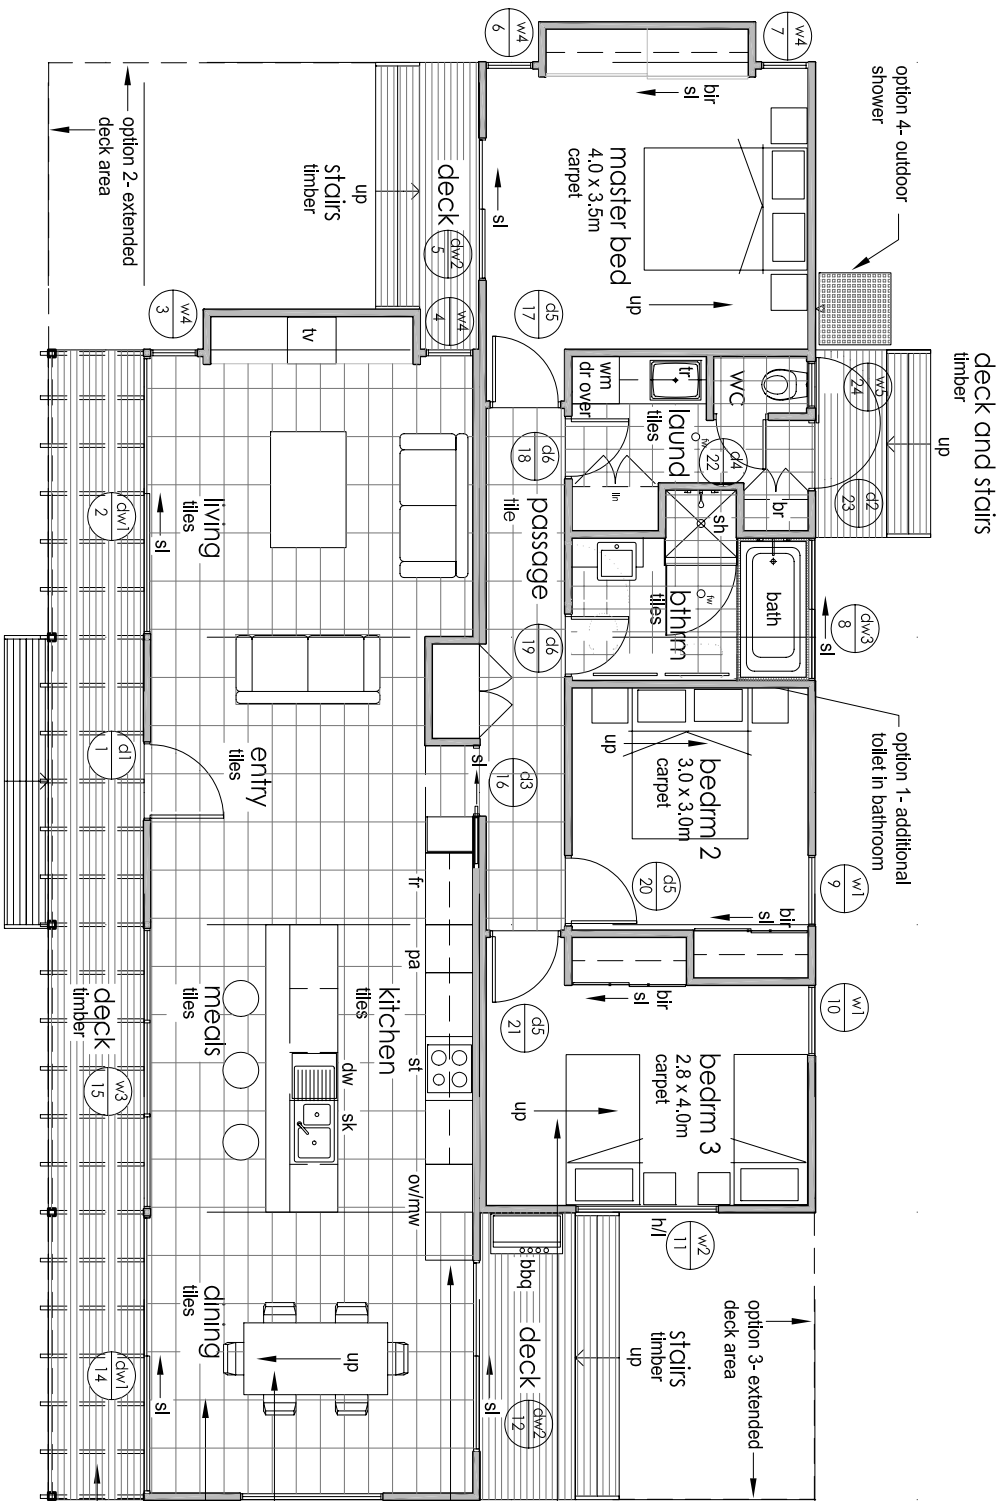 deck and stairs
timber
up
option 4- outdoor
shower
option 1- additional
toilet in bathroom
w4
6
w4
7
w5
24
d2
23
dw3
8
sl
w1
9
w1
10
bir
sl
master bed
4.0 x 3.5m
carpet
up
sl
wm
dr over
tr
WC
laund
tiles
fw
d4
22
lin
br
sh
bath
bthrm
tiles
fw
up
bedrm 2
3.0 x 3.0m
carpet
d5
20
bir
sl
bir
sl
bedrm 3
2.8 x 4.0m
carpet
up
w2
11
h/l
option 3- extended
deck area
stairs
timber
up
d5
17
d6
18
passage
tile
d6
19
d3
16
sl
d5
21
bbq
deck
dw2
12
sl
option 2- extended
deck area
up
stairs
timber
deck
dw2
5
w4
4
w4
3
tv
living
tiles
sl
dw1
2
entry
tiles
d1
1
fr
pa
st
ov/mw
kitchen
tiles
dw
sk
meals
tiles
dining
tiles
up
sl
deck
timber
w3
15
dw1
14